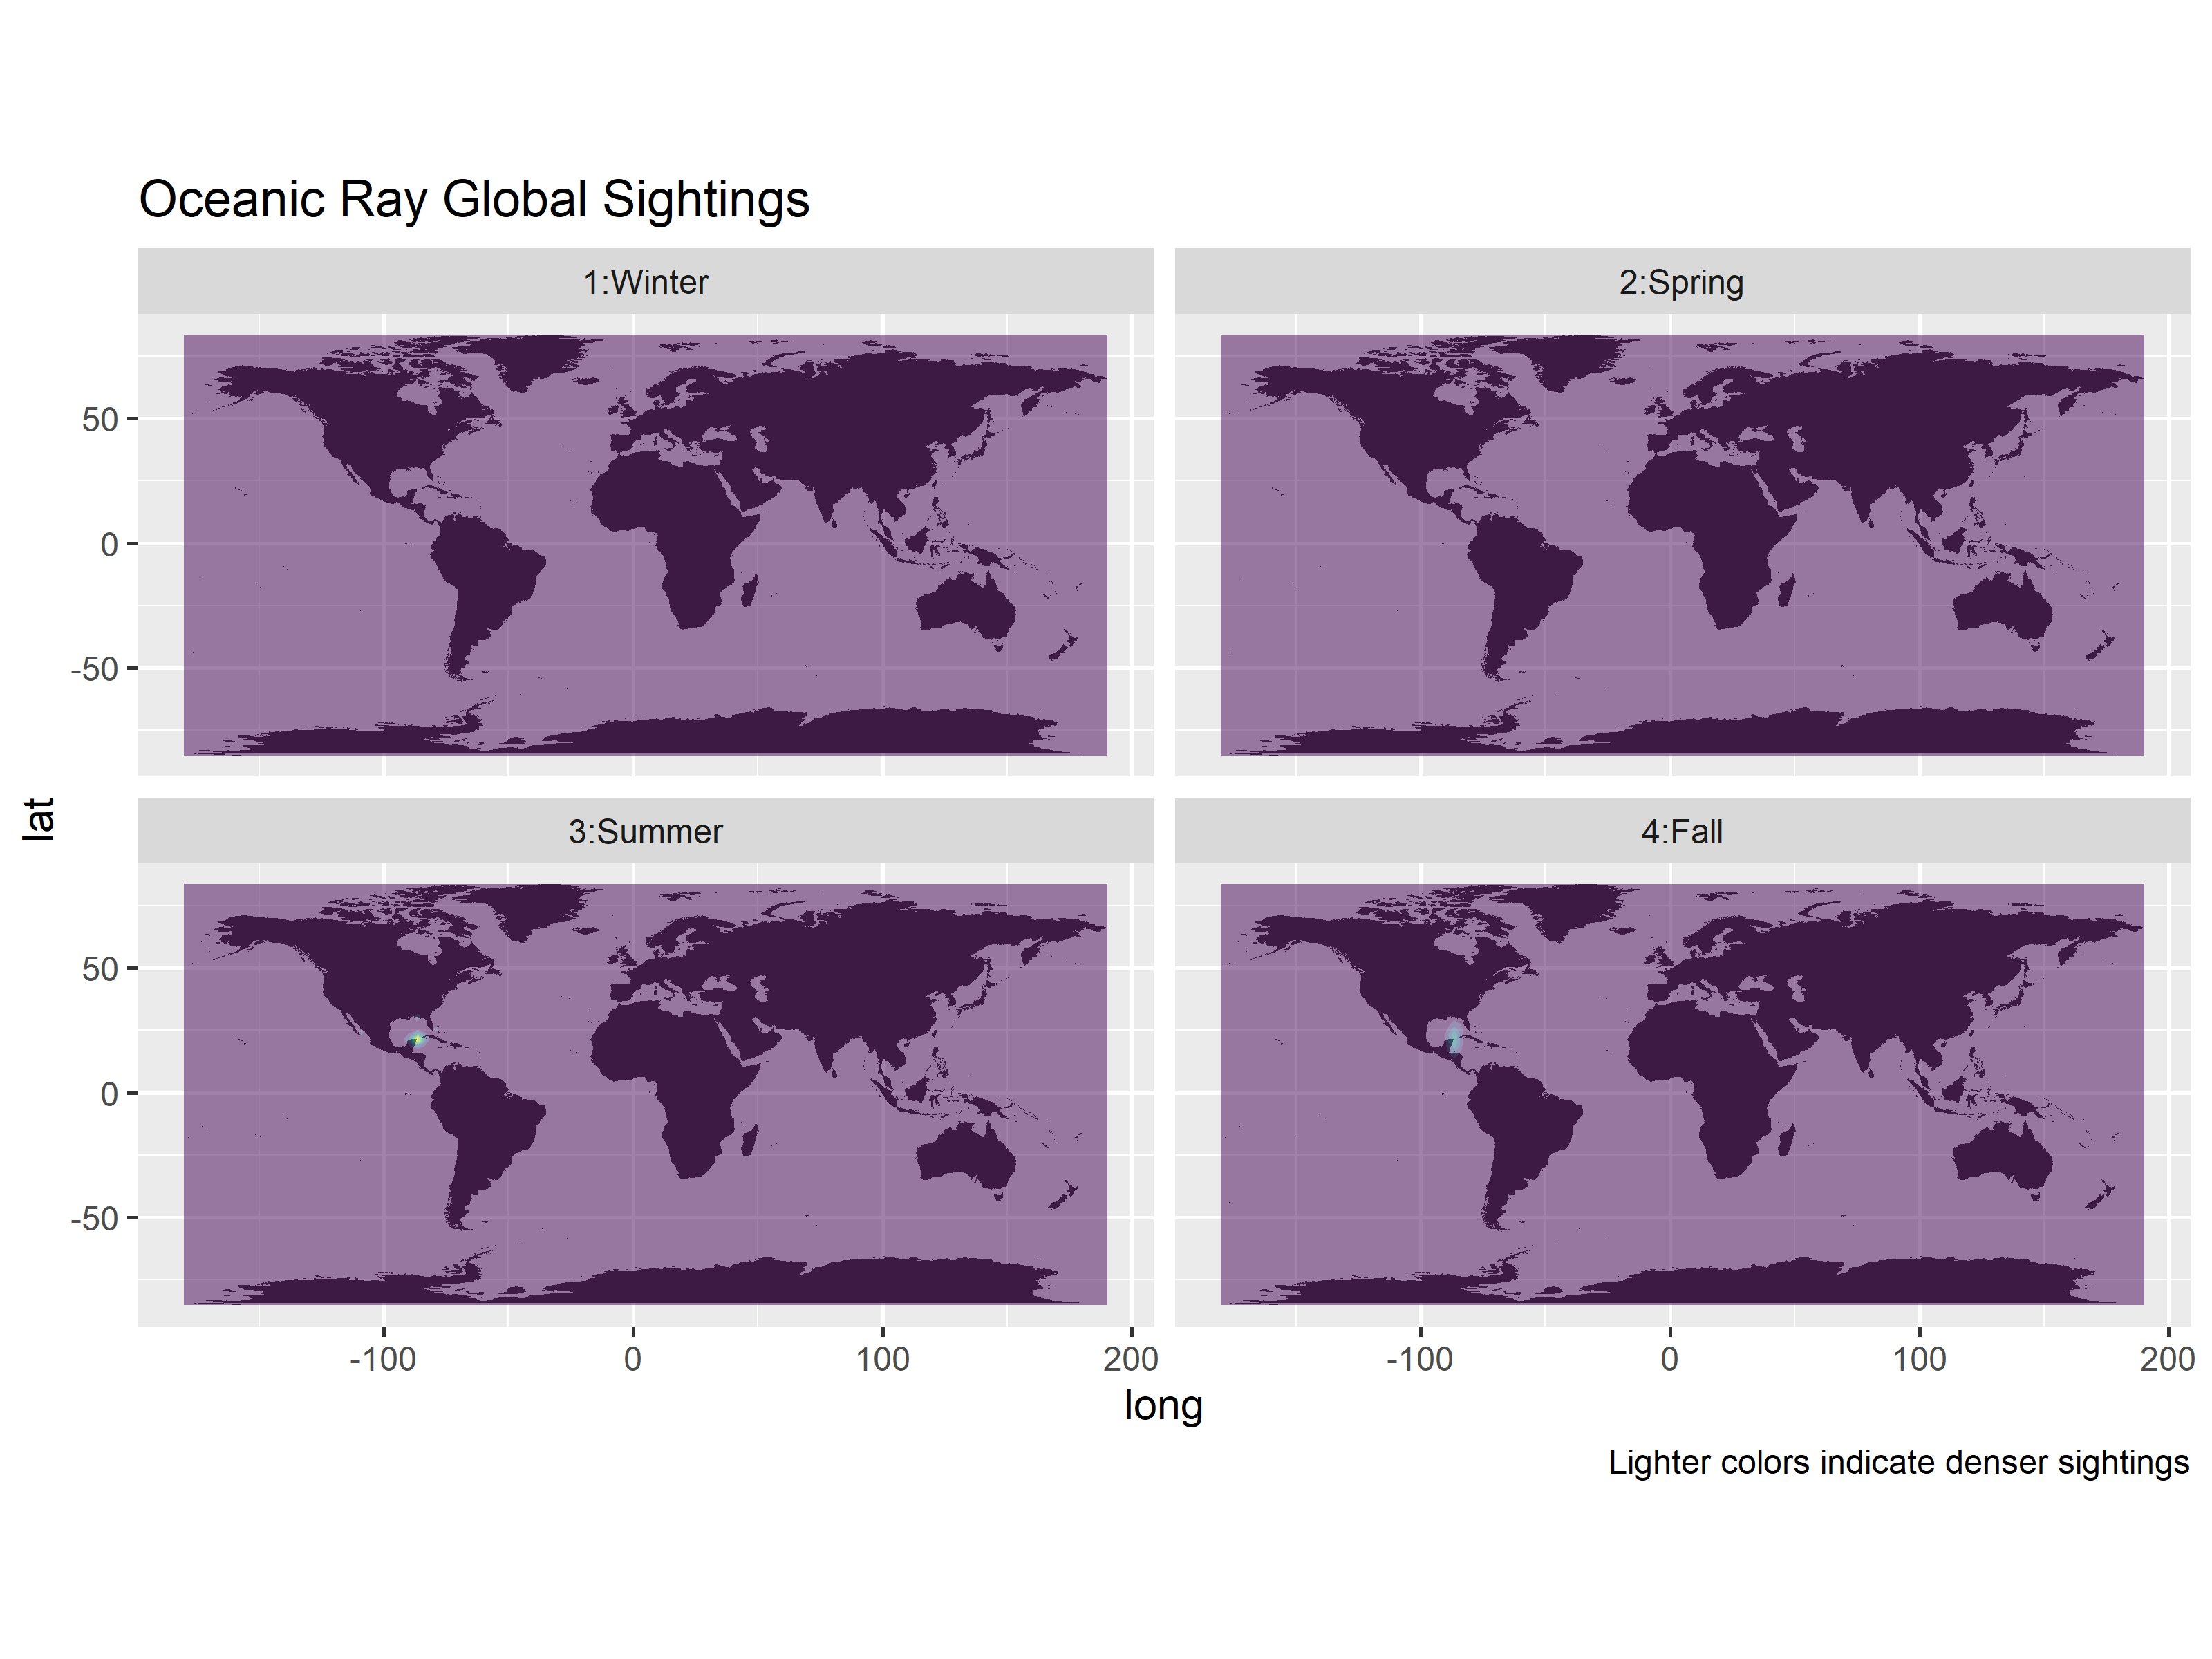 Oceanic Ray Global Sightings
1:Winter
2:Spring
50
0
-50
lat
3:Summer
4:Fall
50
0
-50
-100 0 100 200
-100 0 100 200
long
Lighter colors indicate denser sightings